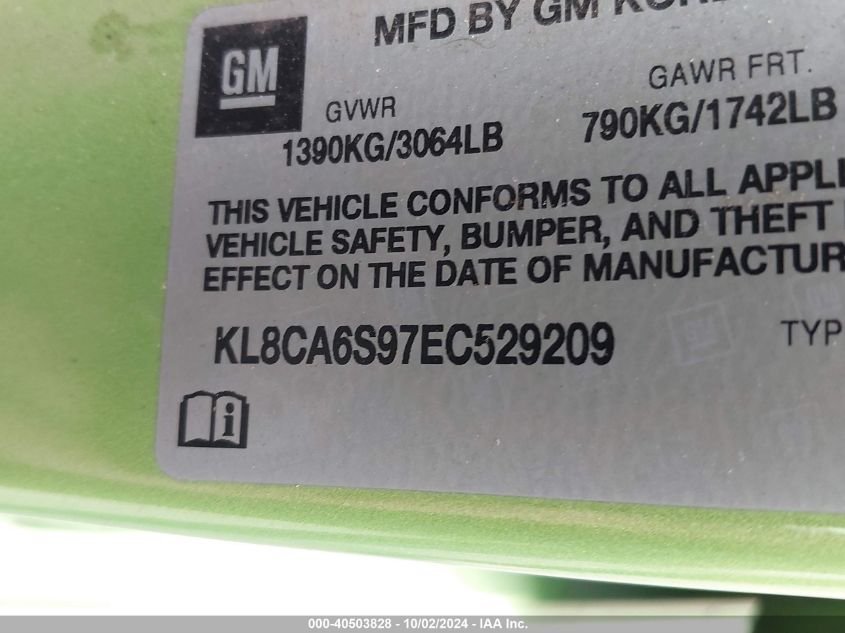 MFD BY GM
GM
GVWR
GAWR FRT.
1390KG/3064LB
790KG/1742LB
THIS VEHICLE CONFORMS TO ALL
VEHICLE SAFETY, BUMPER, AND THEFT
EFFECT ON THE DATE OF
KL8CA6S97EC529209
TYP
i
000-40503828 - 10/02/2024 - IAA Inc.